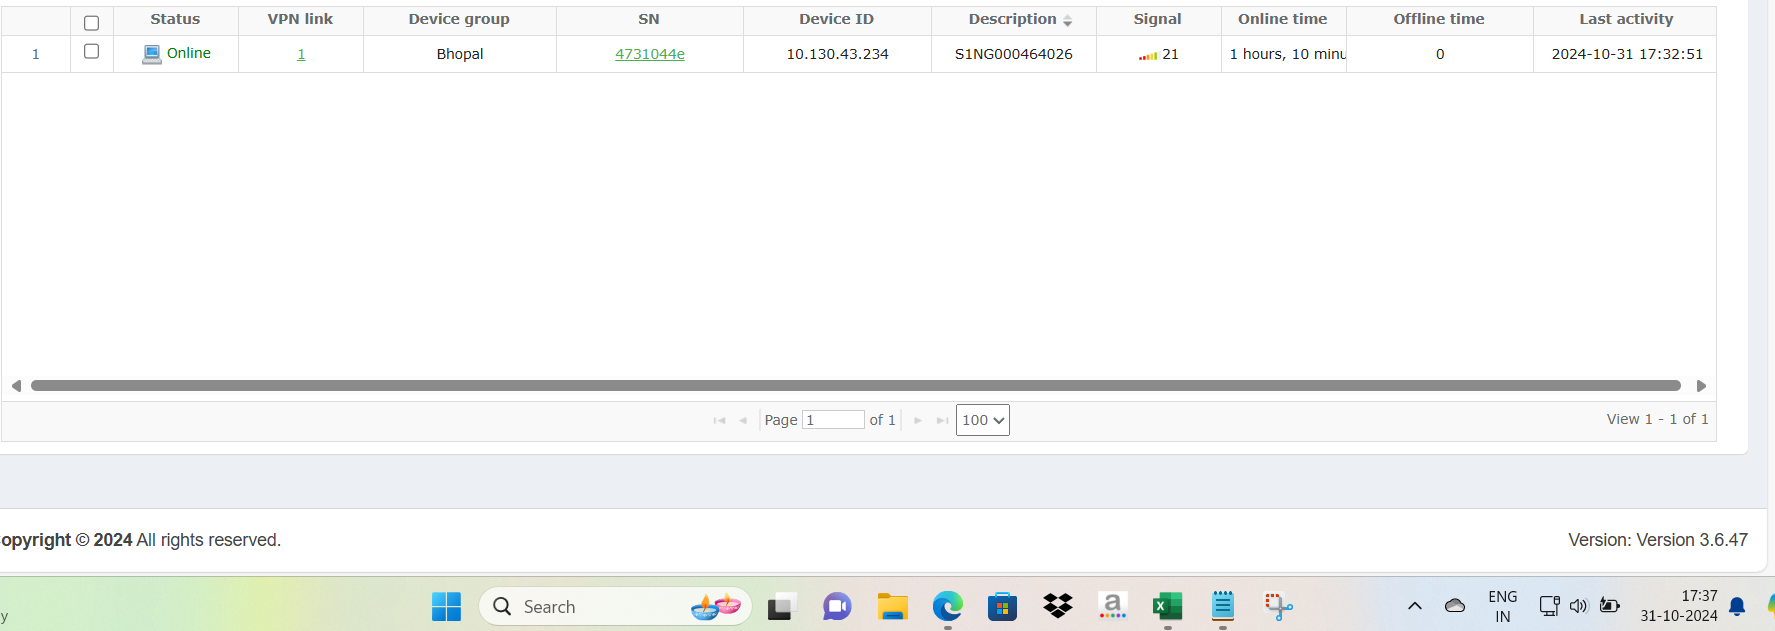 Status VPN link Device group SN Device ID Description Signal Online time Offline time Last activity
1 Online 1 Bhopal 4731044e 10.130.43.234 S1NG000464026 21 1 hours, 10 minu 0 2024-10-31 17:32:51
Page 1 of 1 100 View 1 - 1 of 1
opyright © 2024 All rights reserved. Version: Version 3.6.47
y Search a X ENG 17:37
IN 31-10-2024